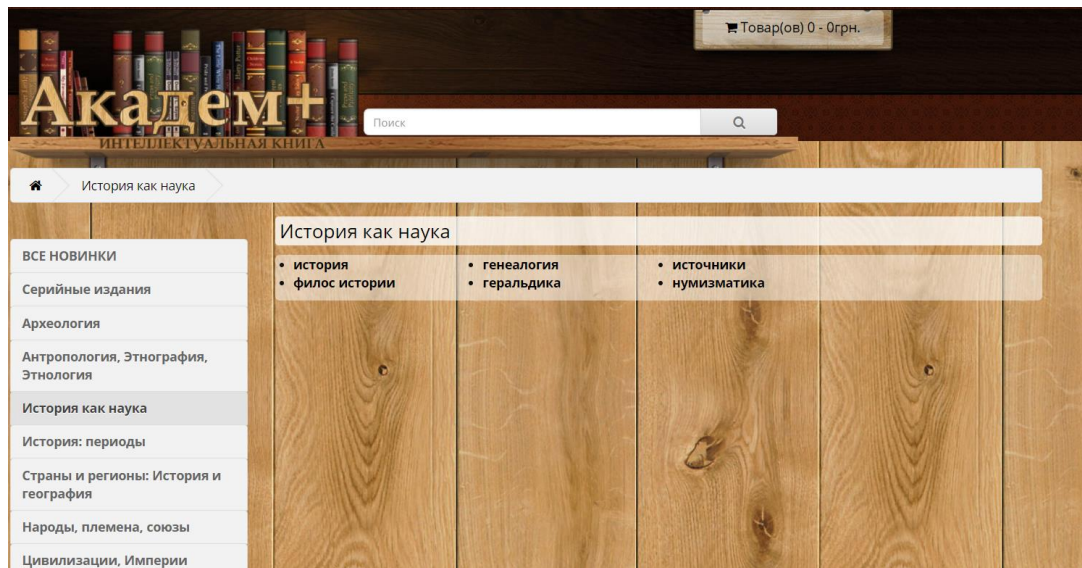 Товар(ов) 0 - 0грн.
Академ+
Поиск
ИНТЕЛЛЕКТУАЛЬНАЯ КНИГА
История как наука
История как наука
ВСЕ НОВИНКИ
Серийные издания
Археология
Антропология, Этнография,
Этнология
История как наука
История: периоды
Страны и регионы: История и
география
Народы, племена, союзы
Цивилизации, Империи
• история
• филос истории
• генеалогия
• геральдика
• источники
• нумизматика